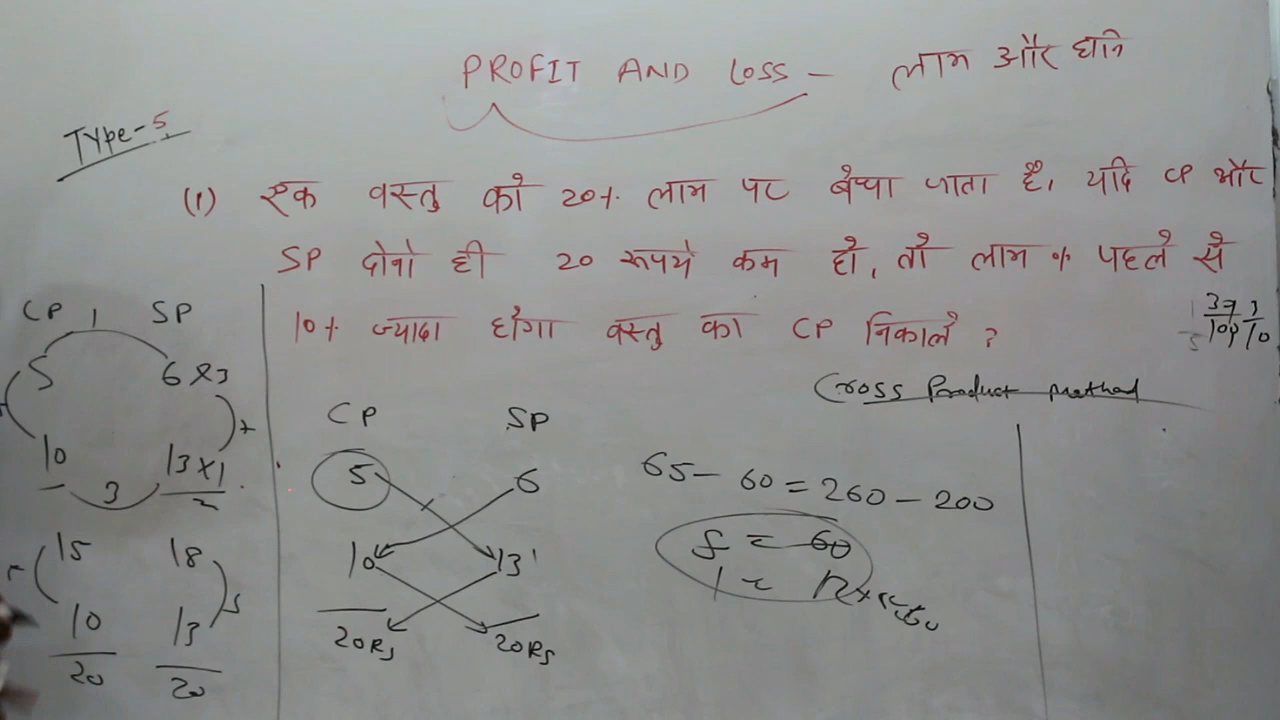 PROFIT AND LOSS – लाभ और हानि
Type-5
(1) एक वस्तु को 20% लाभ पर बेचा जाता है, यदि CP और
SP दोनो ही 20 रूपये कम हो, तो लाभ % पहले से
10% ज्यादा होगा वस्तु का CP निकाले ?
Cross Product Method
CP 1 SP
5 6x3
10 13x1
3
15 18
10 13
20 20
CP SP
5 6
10 13
20Rs 20Rs
65 - 60 = 260 - 200
5 = 60
1 = 12